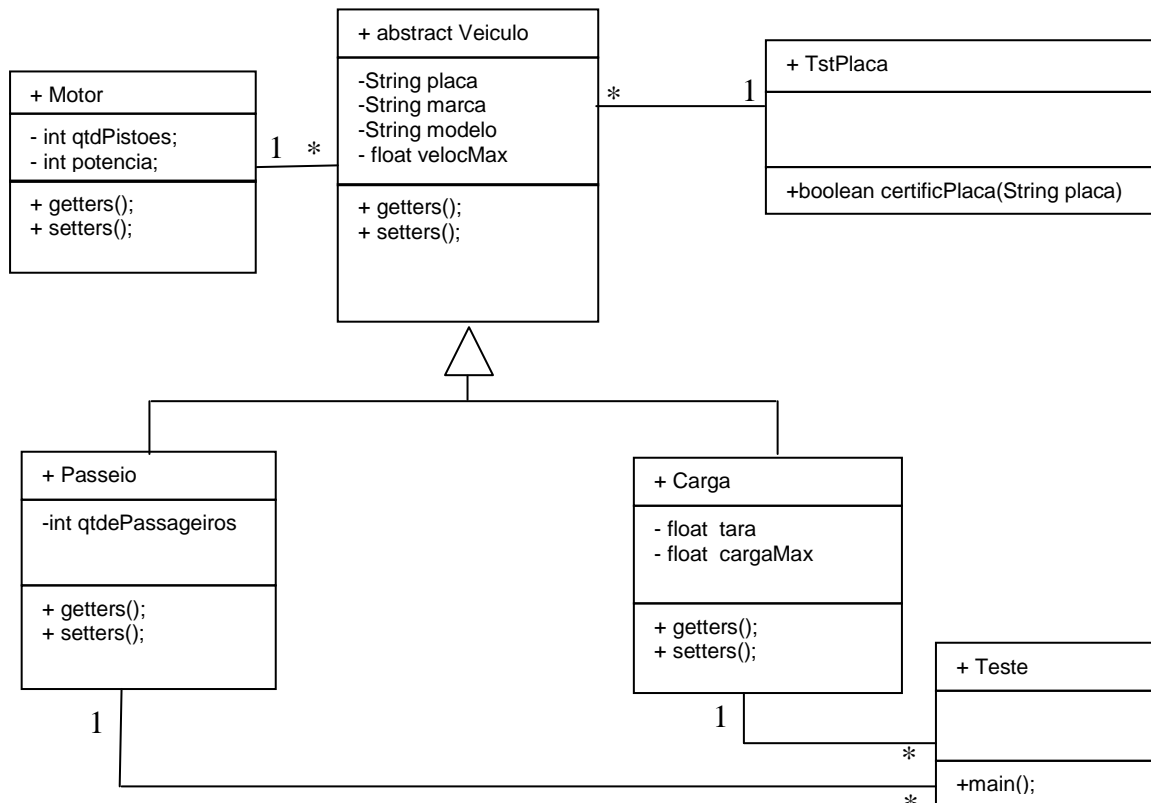 + abstract Veiculo
-String placa
-String marca
-String modelo
- float velocMax
+ getters();
+ setters();
+ Motor
- int qtdPistoes;
- int potencia;
+ getters();
+ setters();
1
*
*
1
+ TstPlaca
+boolean certificPlaca(String placa)
+ Passeio
-int qtdePassageiros
+ getters();
+ setters();
1
+ Carga
- float tara
- float cargaMax
+ getters();
+ setters();
1
*
+ Teste
+main();
*